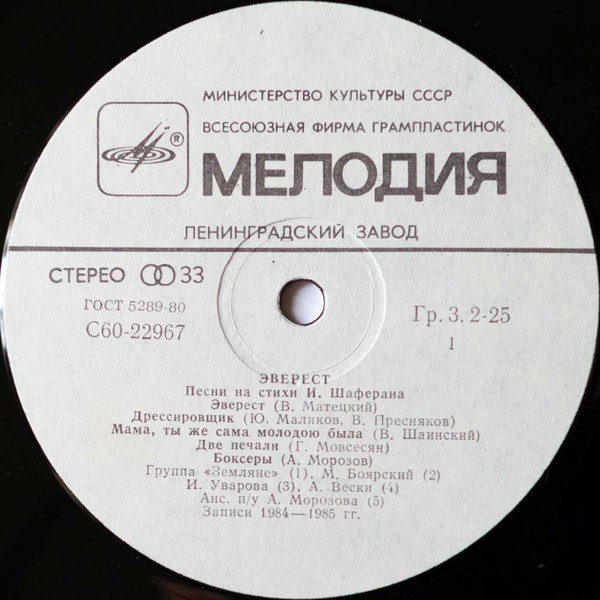 МИНИСТЕРСТВО КУЛЬТУРЫ СССР
ВСЕСОЮЗНАЯ ФИРМА ГРАМПЛАСТИНОК
®
МЕЛОДИЯ
ЛЕНИНГРАДСКИЙ ЗАВОД
СТЕРЕО 33
ГОСТ 5289-80
С60-22967
Гр. 3. 2-25
1
ЭВЕРЕСТ
Песни на стихи И. Шаферана
Эверест (В. Матецкий)
Дрессировщик (Ю. Маликов, В. Пресняков)
Мама, ты же сама молодою была (В. Шаинский)
Две печали (Г. Мовсесян)
Боксеры (А. Морозов)
Группа «Земляне» (1), М. Боярский (2)
И. Уварова (3), А. Вески (4)
Анс. п/у А. Морозова (5)
Записи 1984—1985 гг.